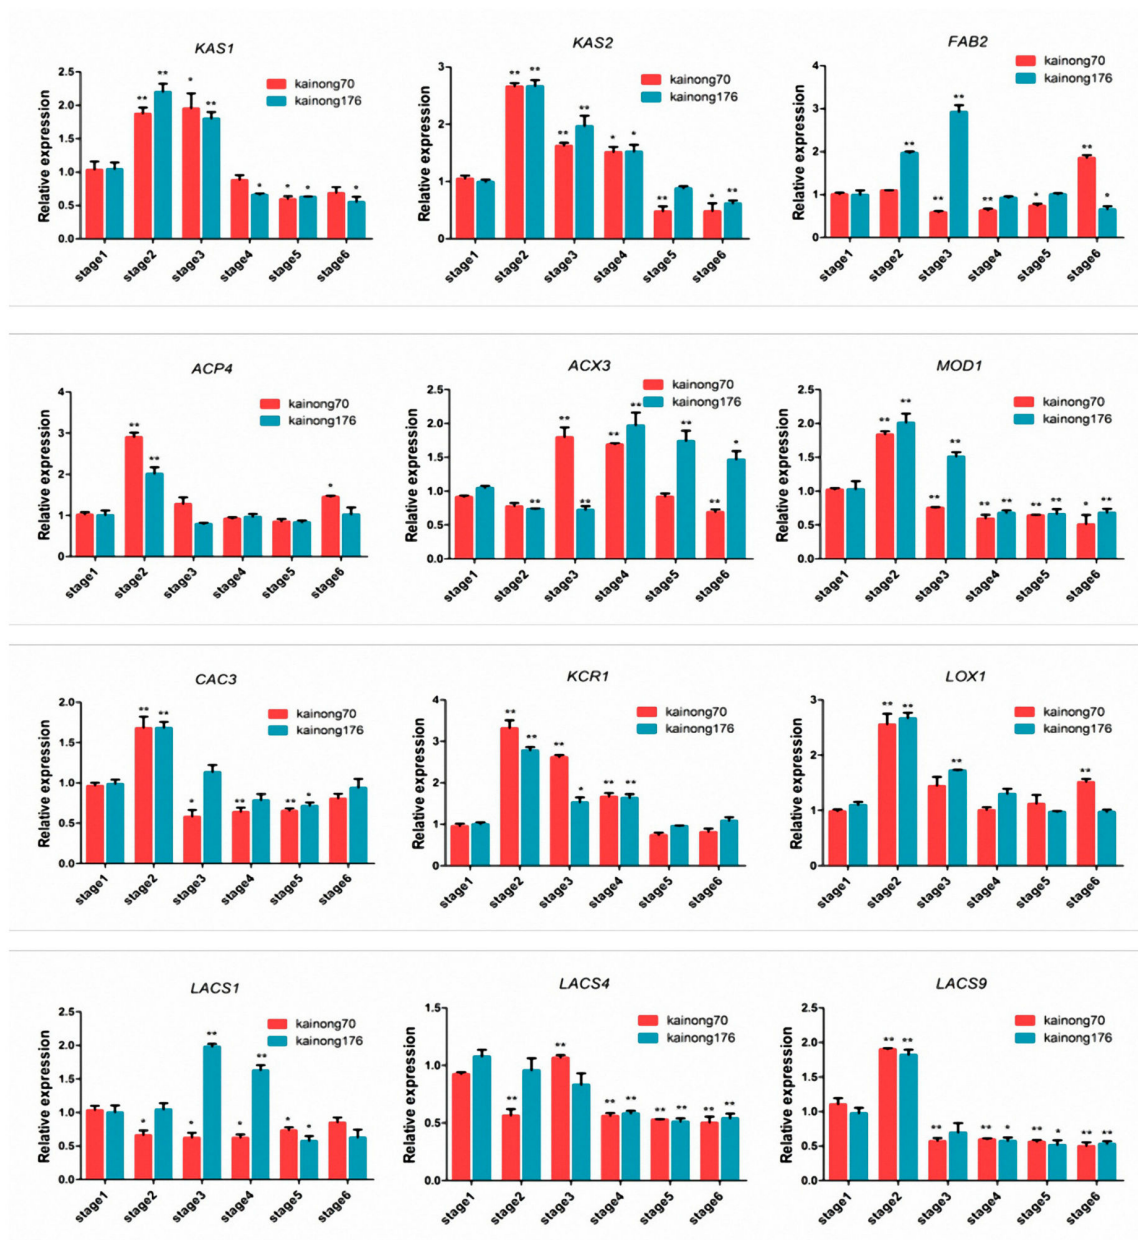 KAS1
Relative expression
2.5
2.0
1.5
1.0
0.5
0.0
kainong70
kainong176
** ** * ** * * * *
stage1 stage2 stage3 stage4 stage5 stage6
KAS2
Relative expression
3
2
1
0
kainong70
kainong176
** ** ** ** * * ** * **
stage1 stage2 stage3 stage4 stage5 stage6
FAB2
Relative expression
4
3
2
1
0
kainong70
kainong176
** ** ** ** * ** *
stage1 stage2 stage3 stage4 stage5 stage6
ACP4
Relative expression
4
3
2
1
0
kainong70
kainong176
** ** *
stage1 stage2 stage3 stage4 stage5 stage6
ACX3
Relative expression
2.5
2.0
1.5
1.0
0.5
0.0
kainong70
kainong176
** ** ** ** ** ** ** *
stage1 stage2 stage3 stage4 stage5 stage6
MOD1
Relative expression
2.5
2.0
1.5
1.0
0.5
0.0
kainong70
kainong176
** ** ** ** ** ** ** ** * **
stage1 stage2 stage3 stage4 stage5 stage6
CAC3
Relative expression
2.0
1.5
1.0
0.5
0.0
kainong70
kainong176
** ** * ** ** *
stage1 stage2 stage3 stage4 stage5 stage6
KCR1
Relative expression
4
3
2
1
0
kainong70
kainong176
** ** ** * ** **
stage1 stage2 stage3 stage4 stage5 stage6
LOX1
Relative expression
3
2
1
0
kainong70
kainong176
** ** ** **
stage1 stage2 stage3 stage4 stage5 stage6
LACS1
Relative expression
2.5
2.0
1.5
1.0
0.5
0.0
kainong70
kainong176
* * ** * ** * *
stage1 stage2 stage3 stage4 stage5 stage6
LACS4
Relative expression
1.5
1.0
0.5
0.0
kainong70
kainong176
** ** ** ** ** ** ** **
stage1 stage2 stage3 stage4 stage5 stage6
LACS9
Relative expression
2.5
2.0
1.5
1.0
0.5
0.0
kainong70
kainong176
** ** ** ** * ** * ** **
stage1 stage2 stage3 stage4 stage5 stage6